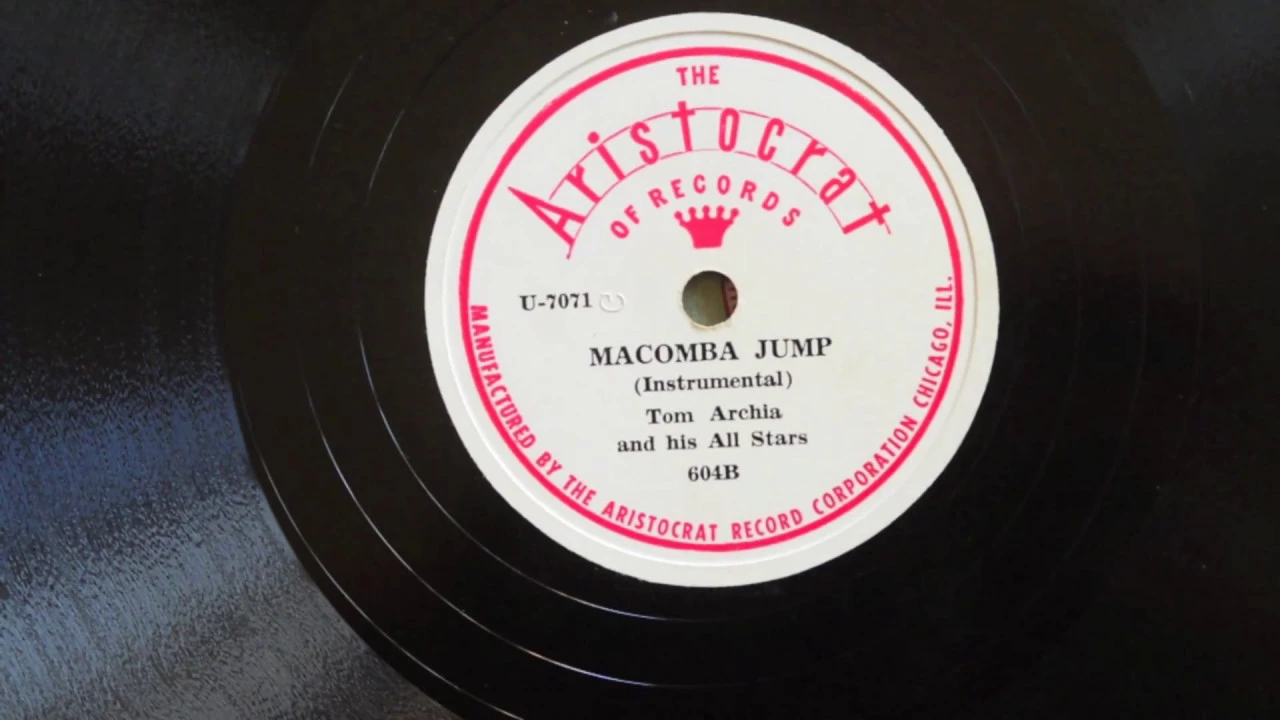 THE
Aristocrat
OF RECORDS
U-7071
MACOMBA JUMP
(Instrumental)
Tom Archia
and his All Stars
604B
MANUFACTURED BY THE ARISTOCRAT RECORD CORPORATION CHICAGO, ILL.